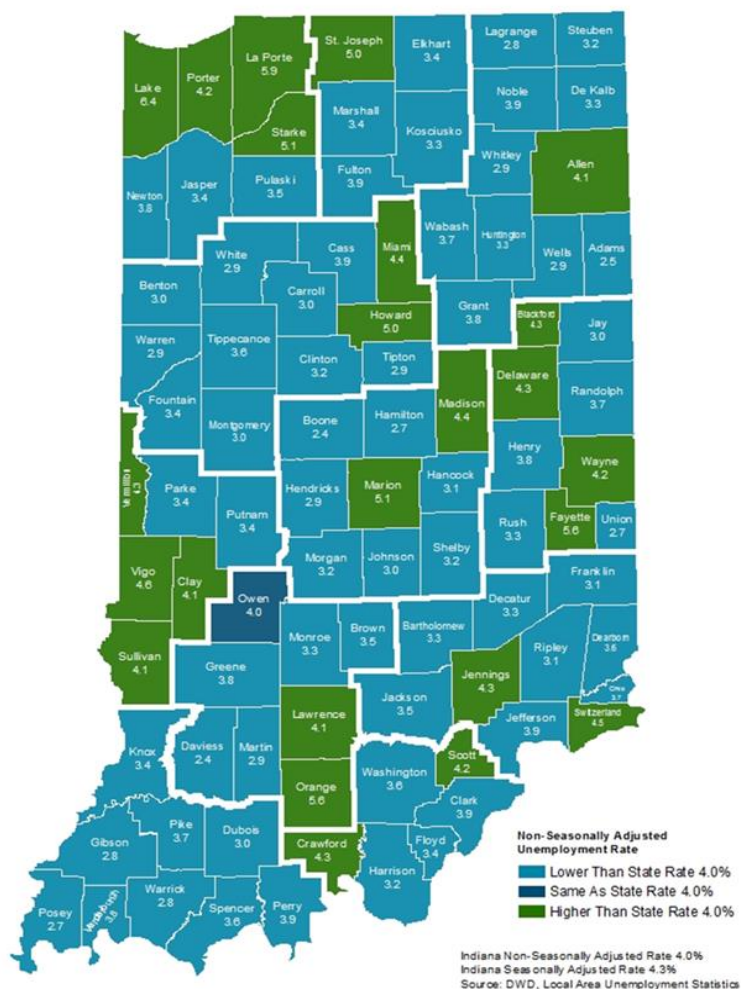 St. Joseph
5.0
Elkhart
3.4
Lagrange
2.8
Steuben
3.2
La Porte
5.9
Porter
4.2
Lake
6.4
Noble
3.9
De Kalb
3.3
Marshall
3.4
Kosciusko
3.3
Starke
5.1
Whitley
2.9
Allen
4.1
Newton
3.8
Jasper
3.4
Pulaski
3.5
Fulton
3.9
Wabash
3.7
Huntington
3.3
Wells
2.9
Adams
2.5
White
2.9
Cass
3.9
Miami
4.4
Benton
3.0
Carroll
3.0
Grant
3.8
Howard
5.0
Blackford
4.3
Jay
3.0
Warren
2.9
Tippecanoe
3.6
Clinton
3.2
Tipton
2.9
Delaware
4.3
Randolph
3.7
Fountain
3.4
Montgomery
3.0
Boone
2.4
Hamilton
2.7
Madison
4.4
Henry
3.8
Wayne
4.2
Vermillion
4.3
Parke
3.4
Putnam
3.4
Hendricks
2.9
Marion
5.1
Hancock
3.1
Rush
3.3
Fayette
5.6
Union
2.7
Vigo
4.6
Clay
4.1
Owen
4.0
Morgan
3.2
Johnson
3.0
Shelby
3.2
Franklin
3.1
Decatur
3.3
Monroe
3.3
Brown
3.5
Bartholomew
3.3
Ripley
3.1
Dearborn
Sullivan
4.1
Greene
3.8
Jennings
4.3
Jackson
3.5
Jefferson
3.9
Switzerland
4.5
Lawrence
4.1
Knox
3.4
Daviess
2.4
Martin
2.9
Orange
5.6
Washington
3.6
Scott
4.2
Clark
3.9
Gibson
2.8
Pike
3.7
Dubois
3.0
Crawford
4.3
Floyd
3.4
Harrison
3.2
Posey
2.7
Warrick
2.8
Spencer
3.6
Perry
3.9
Non-Seasonally Adjusted
Unemployment Rate
Lower Than State Rate 4.0%
Same As State Rate 4.0%
Higher Than State Rate 4.0%
Indiana Non-Seasonally Adjusted Rate 4.0%
Indiana Seasonally Adjusted Rate 4.3%
Source: DWD, Local Area Unemployment Statistics